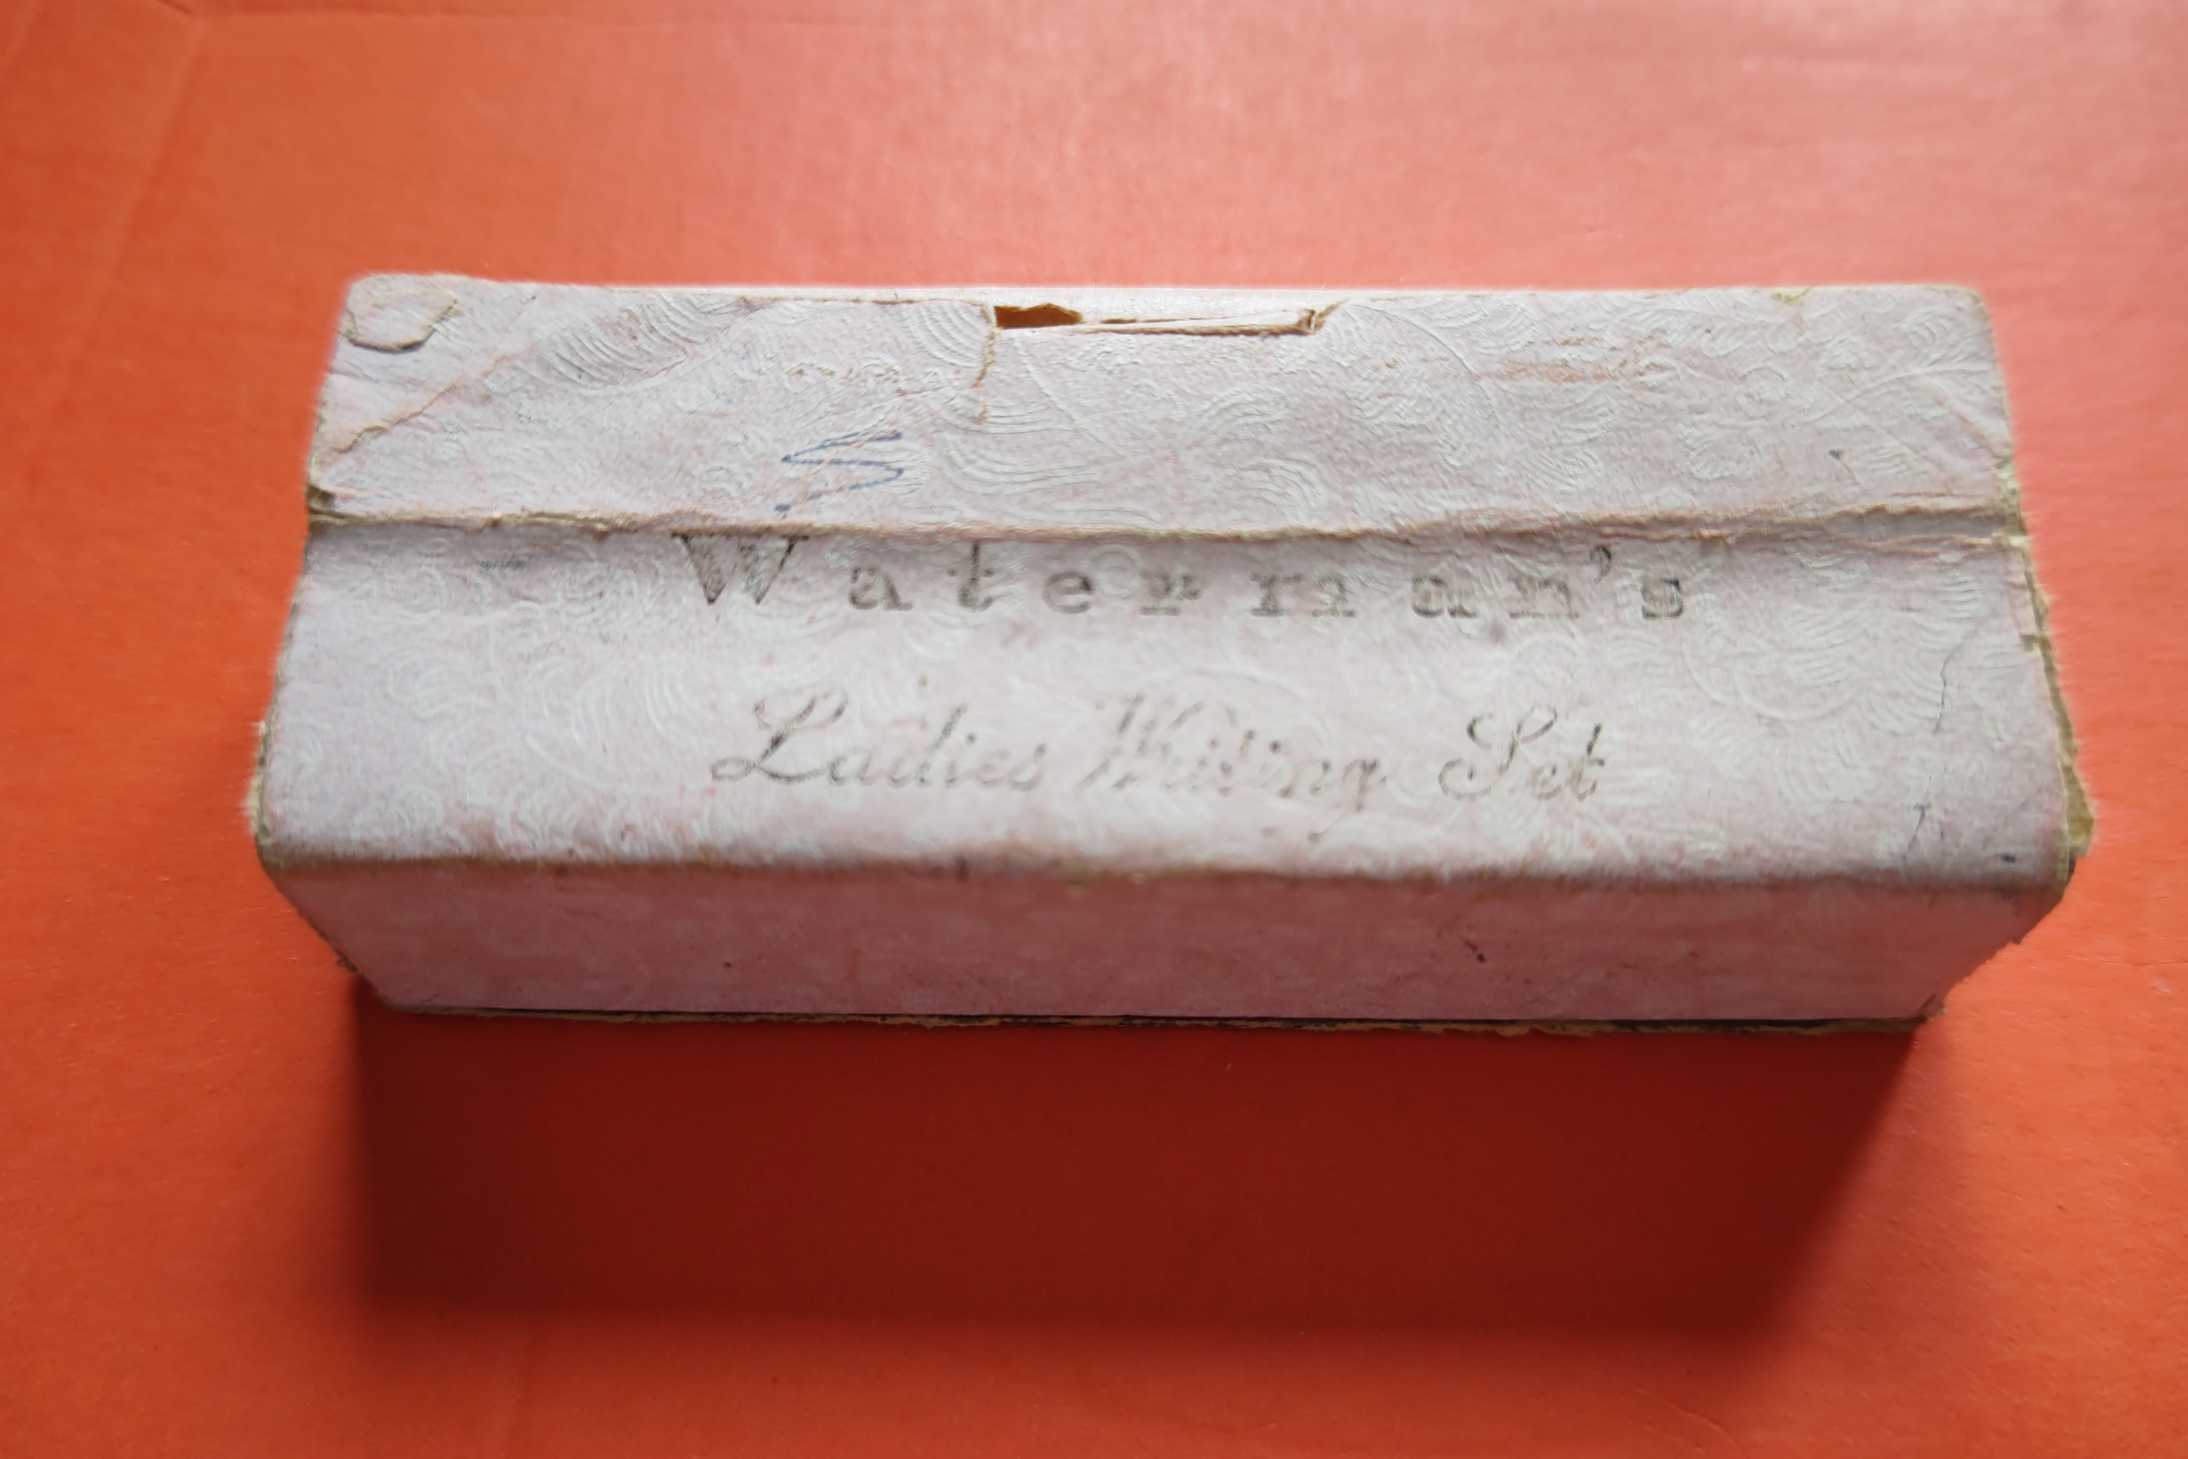 Waterman's
Ladies Writing Set